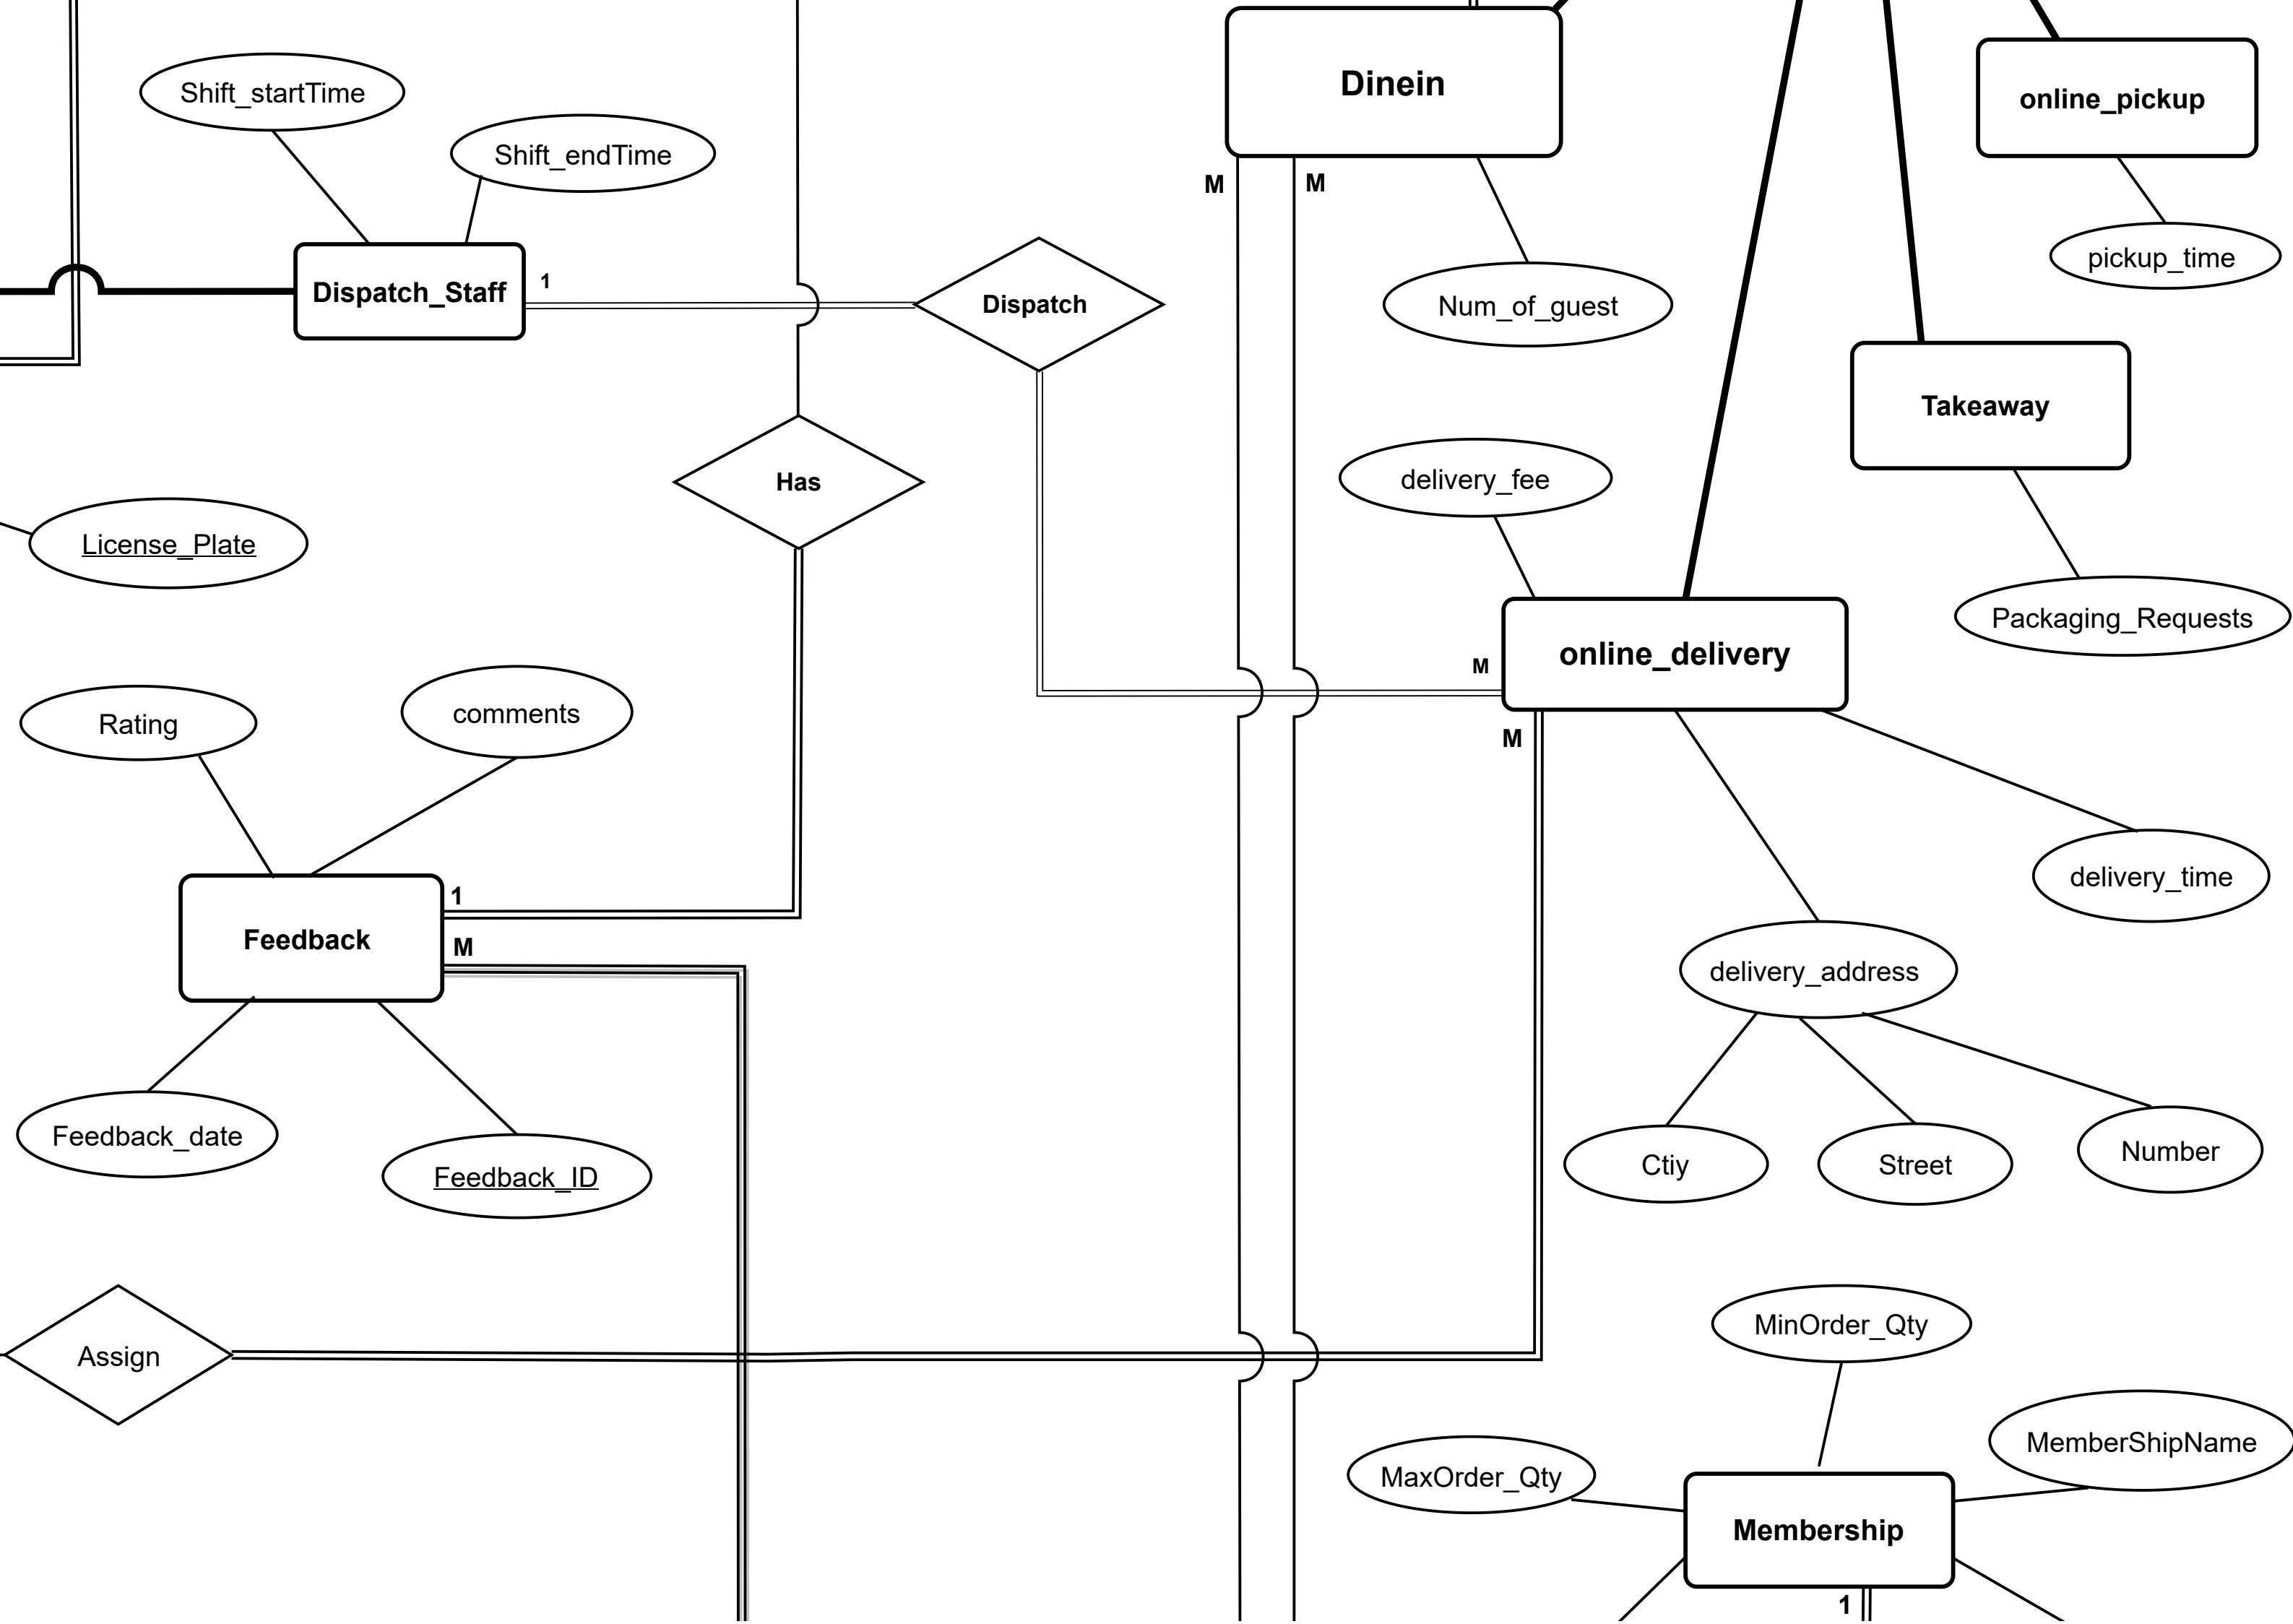 Dinein
online_pickup
Shift_startTime
Shift_endTime
M
M
pickup_time
Dispatch_Staff
1
Dispatch
Num_of_guest
Takeaway
Has
delivery_fee
License_Plate
Packaging_Requests
online_delivery
M
Rating
comments
M
delivery_time
1
Feedback
M
delivery_address
Feedback_date
Feedback_ID
Ctiy
Street
Number
MinOrder_Qty
Assign
MemberShipName
MaxOrder_Qty
Membership
1